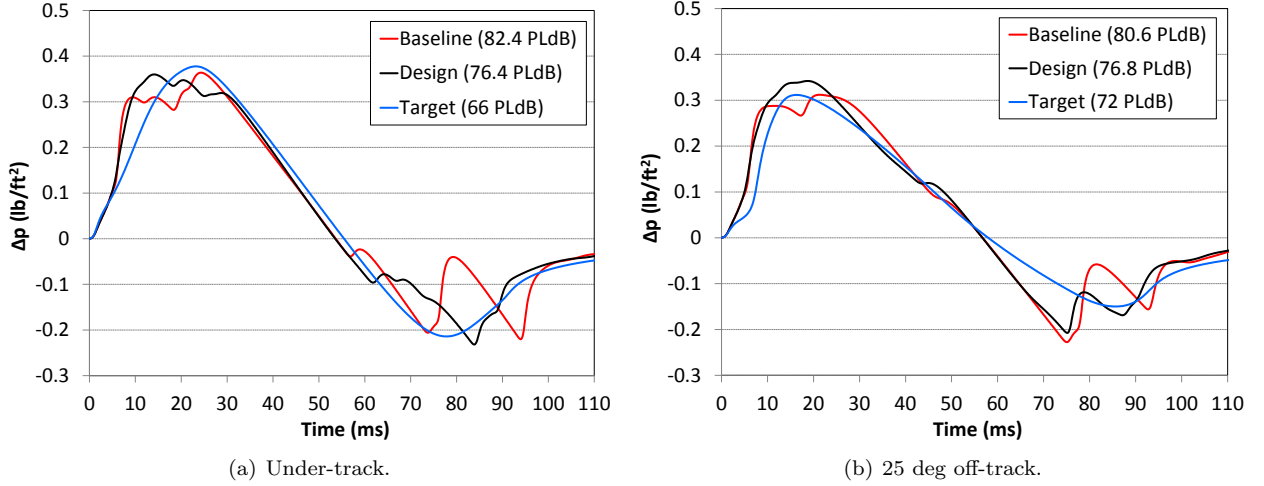 0.5
0.4
0.3
0.2
0.1
0
-0.1
-0.2
-0.3
Δp (lb/ft²)
Baseline (82.4 PLdB)
Design (76.4 PLdB)
Target (66 PLdB)
0 10 20 30 40 50 60 70 80 90 100 110
Time (ms)
(a) Under-track.
0.5
0.4
0.3
0.2
0.1
0
-0.1
-0.2
-0.3
Δp (lb/ft²)
Baseline (80.6 PLdB)
Design (76.8 PLdB)
Target (72 PLdB)
0 10 20 30 40 50 60 70 80 90 100 110
Time (ms)
(b) 25 deg off-track.